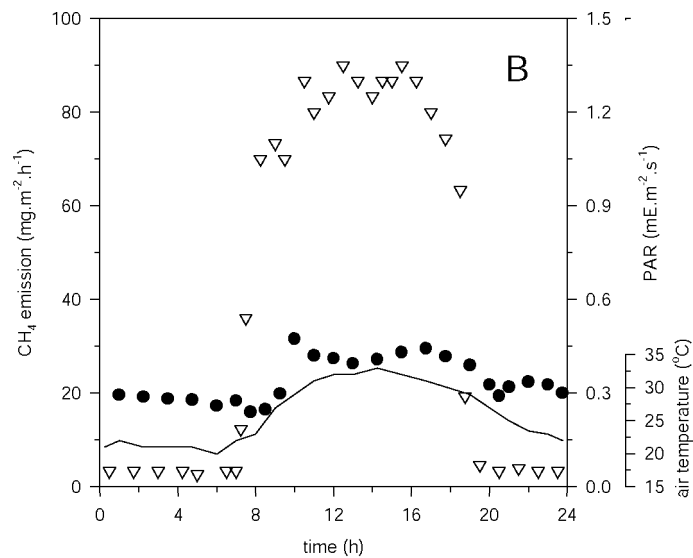 100
80
60
40
20
0
CH₄ emission (mg.m⁻².h⁻¹)
B
1.5
1.2
0.9
0.6
0.3
0.0
PAR (mE.m⁻².s⁻¹)
35
30
25
20
15
air temperature (°C)
0 4 8 12 16 20 24
time (h)